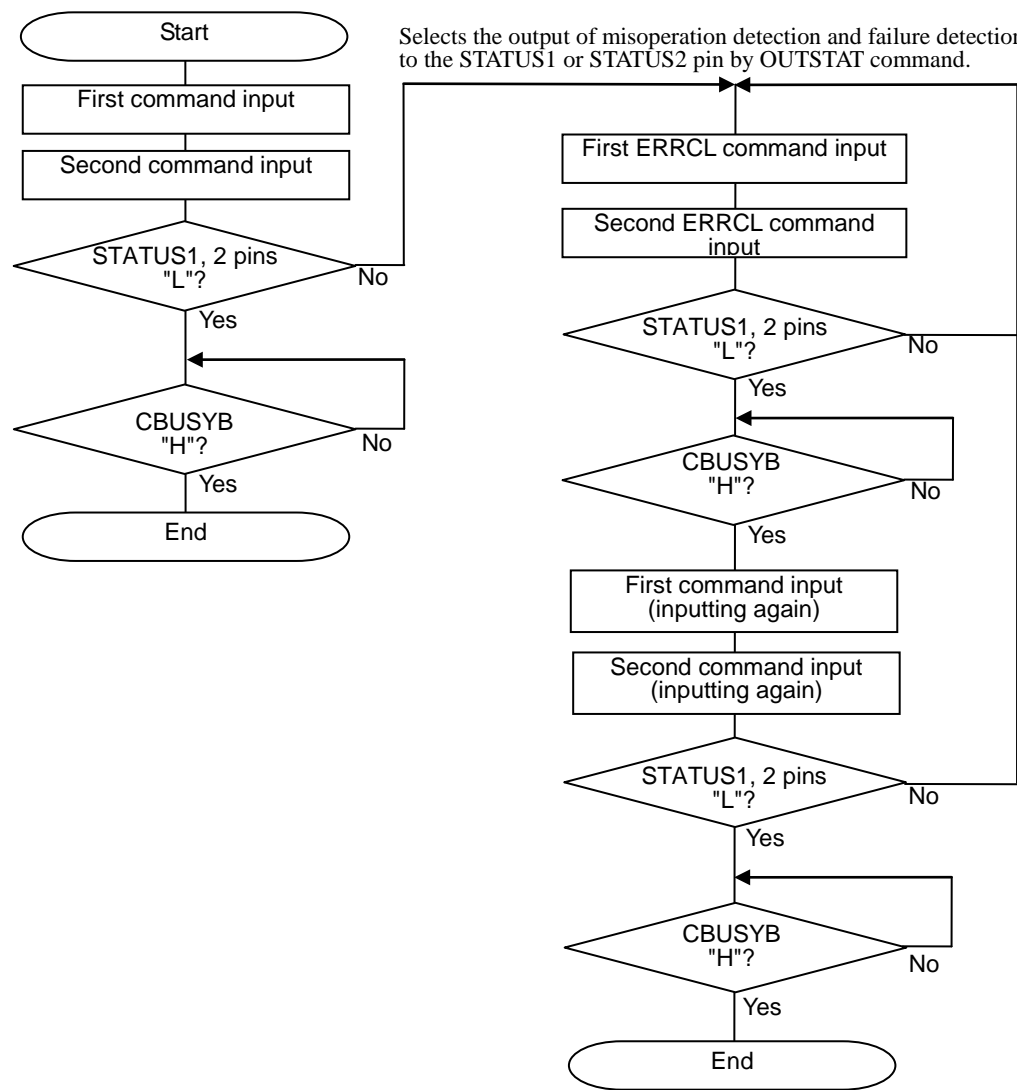 Start
First command input
Second command input
STATUS1, 2 pins
"L"?
No
Yes
CBUSYB
"H"?
No
Yes
End
Selects the output of misoperation detection and failure detection
to the STATUS1 or STATUS2 pin by OUTSTAT command.
First ERRCL command input
Second ERRCL command
input
STATUS1, 2 pins
"L"?
No
Yes
CBUSYB
"H"?
No
Yes
First command input
(inputting again)
Second command input
(inputting again)
STATUS1, 2 pins
"L"?
No
Yes
CBUSYB
"H"?
No
Yes
End